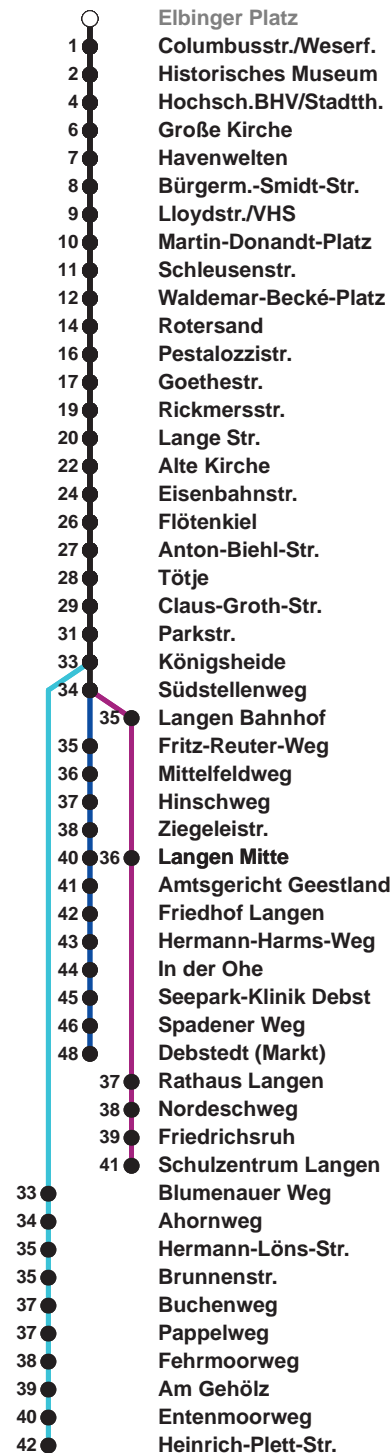 Elbinger Platz
1 Columbusstr./Weserf.
2 Historisches Museum
4 Hochsch.BHV/Stadtth.
6 Große Kirche
7 Havenwelten
8 Bürgerm.-Smidt-Str.
9 Lloydstr./VHS
10 Martin-Donandt-Platz
11 Schleusenstr.
12 Waldemar-Becké-Platz
14 Rotersand
16 Pestalozzistr.
17 Goethestr.
19 Rickmersstr.
20 Lange Str.
22 Alte Kirche
24 Eisenbahnstr.
26 Flötenkiel
27 Anton-Biehl-Str.
28 Tötje
29 Claus-Groth-Str.
31 Parkstr.
33 Königsheide
34 Südstellenweg
35 Langen Bahnhof
35 Fritz-Reuter-Weg
36 Mittelfeldweg
37 Hinschweg
38 Ziegeleistr.
40 36 Langen Mitte
41 Amtsgericht Geestland
42 Friedhof Langen
43 Hermann-Harms-Weg
44 In der Ohe
45 Seepark-Klinik Debst
46 Spadener Weg
48 Debstedt (Markt)
37 Rathaus Langen
38 Nordeschweg
39 Friedrichsruh
41 Schulzentrum Langen
33 Blumenauer Weg
34 Ahornweg
35 Hermann-Löns-Str.
35 Brunnenstr.
37 Buchenweg
37 Pappelweg
38 Fehrmoorweg
39 Am Gehölz
40 Entenmoorweg
42 Heinrich-Plett-Str.